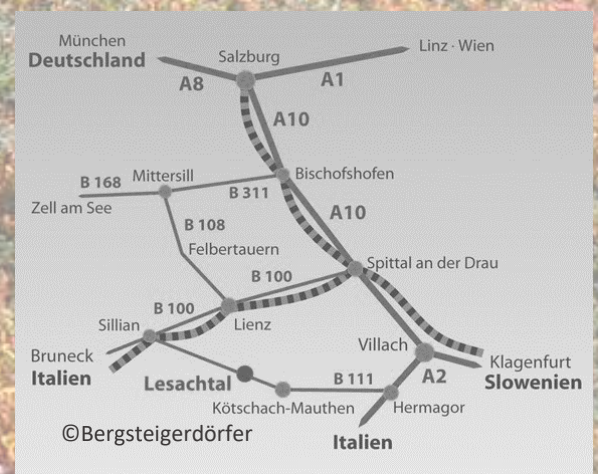 München
Deutschland
Salzburg
Linz · Wien
A8
A1
A10
Mittersill
Bischofshofen
B 168
B 311
Zell am See
A10
B 108
Felbertauern
Spittal an der Drau
B 100
B 100
Sillian
Lienz
Villach
Bruneck
Italien
Klagenfurt
Slowenien
Lesachtal
B 111
A2
Kötschach-Mauthen
Hermagor
©Bergsteigerdörfer
Italien